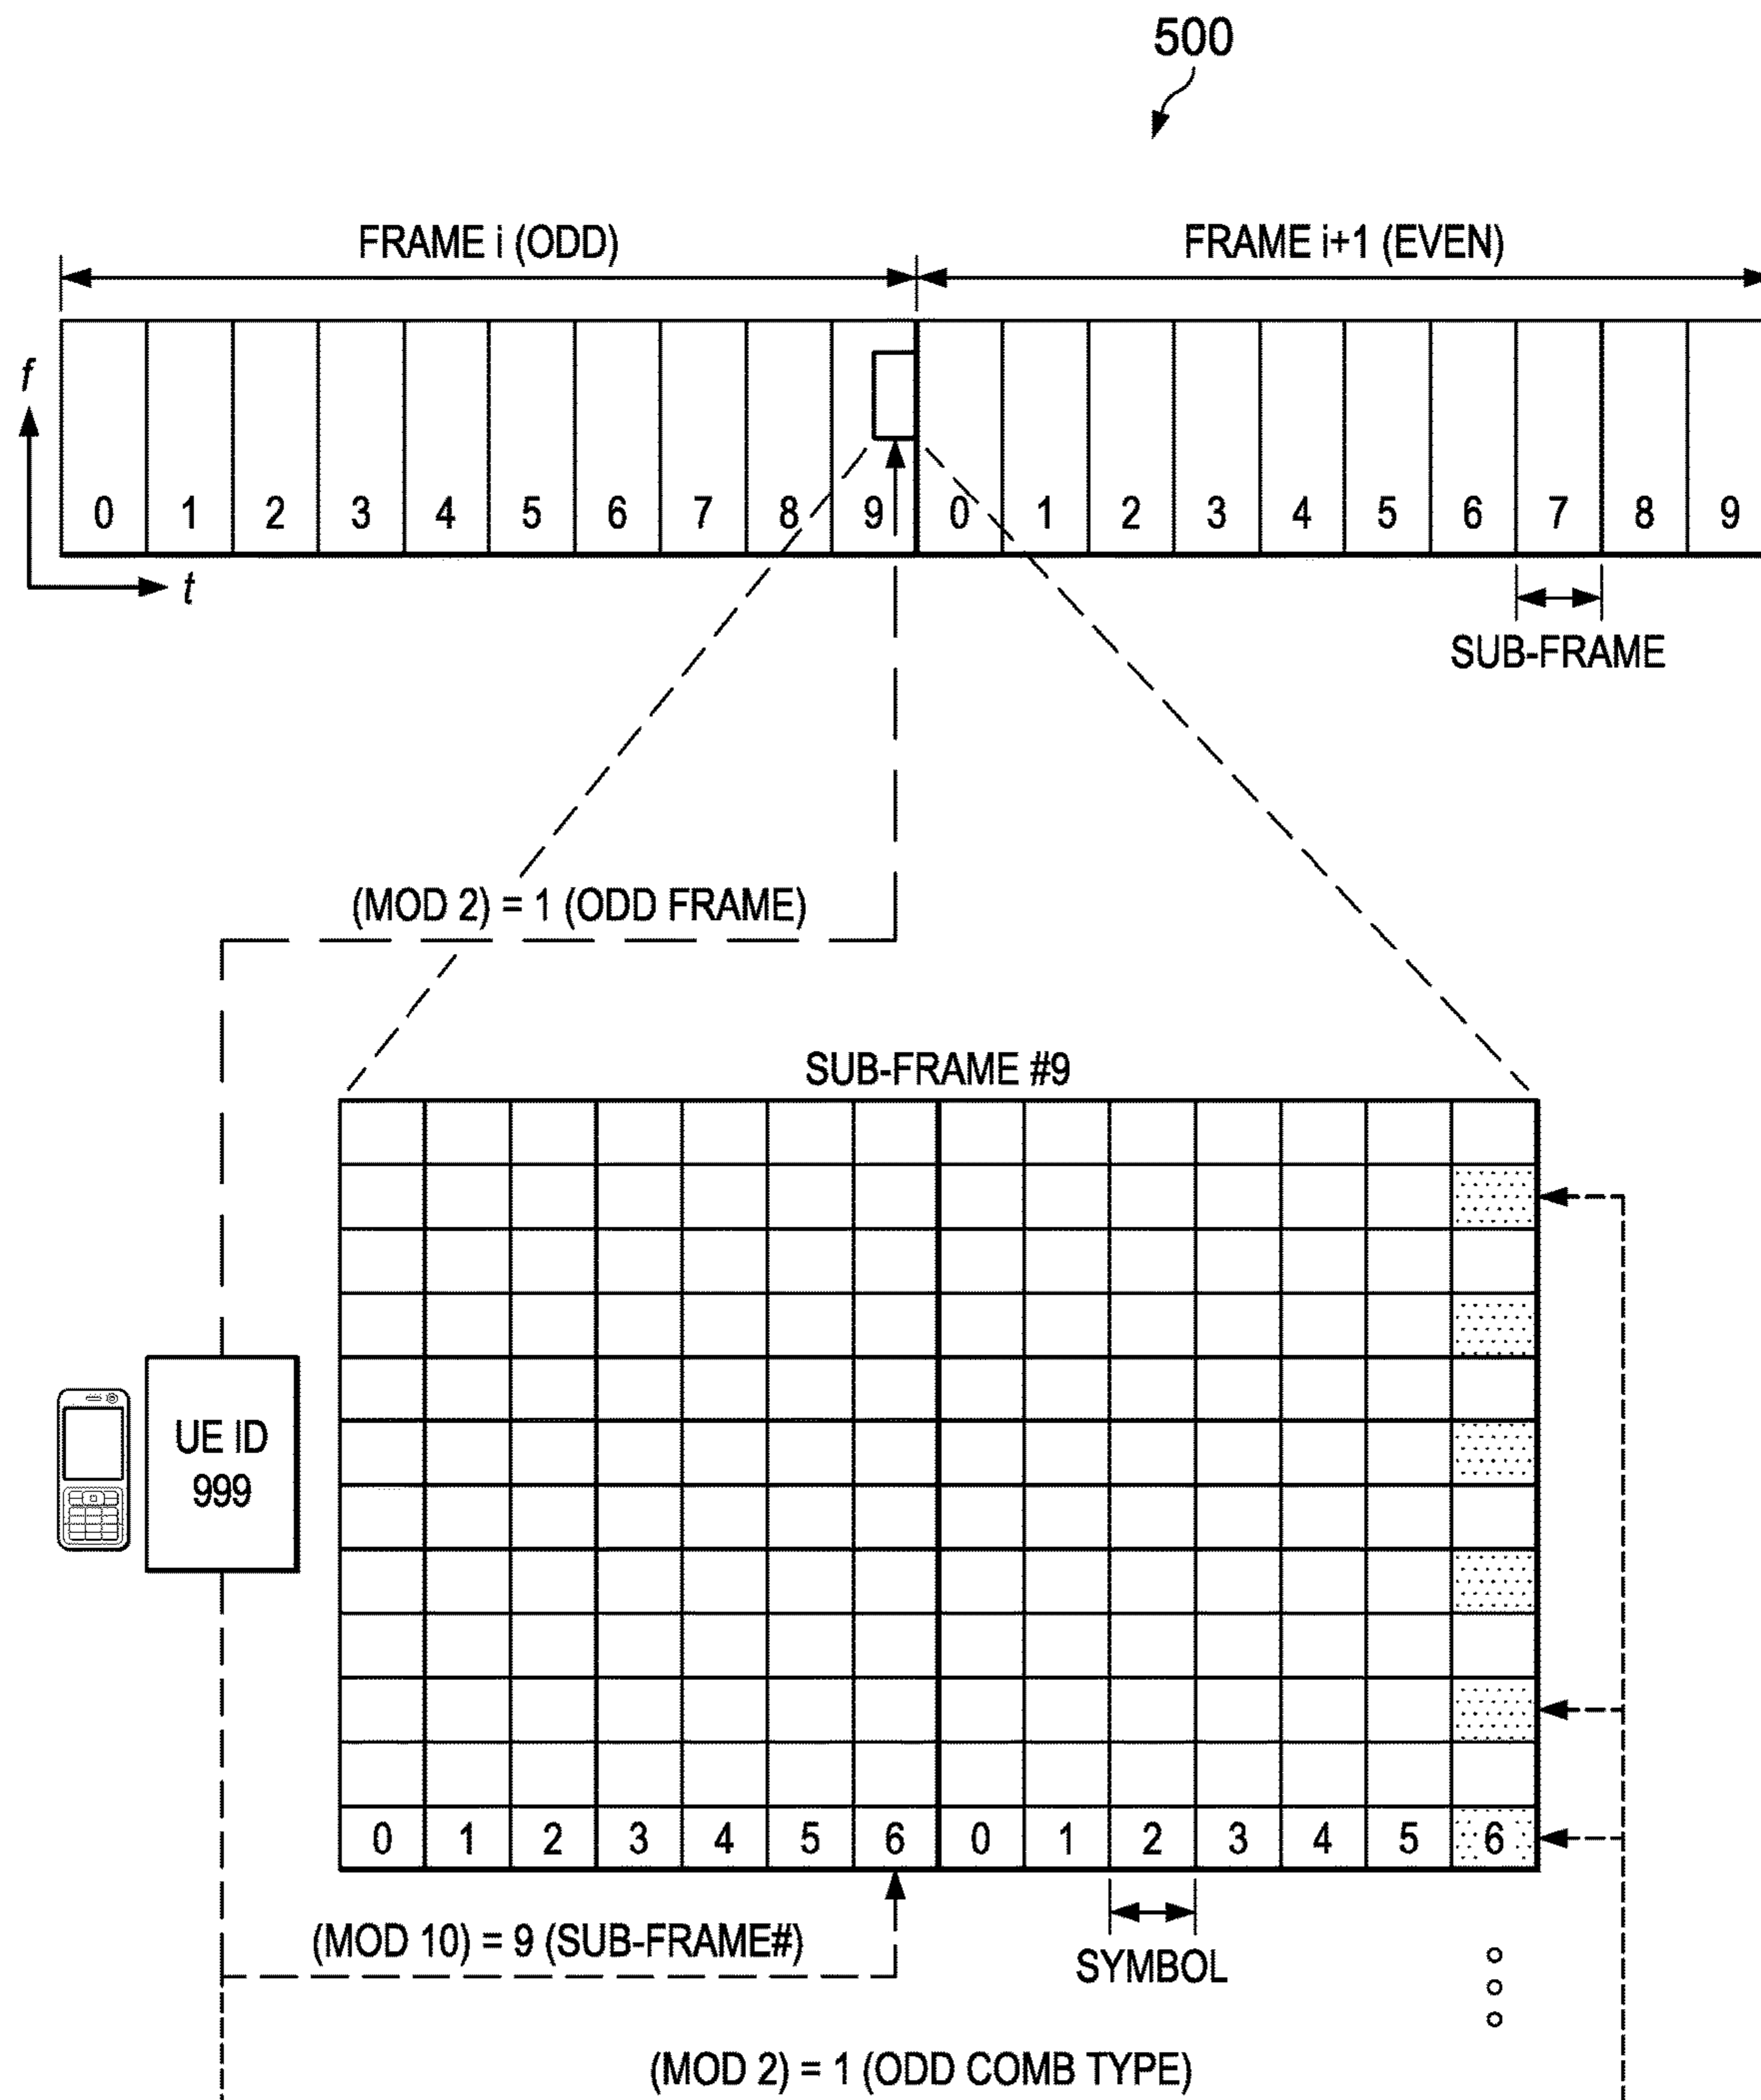 500
FRAME i (ODD) FRAME i+1 (EVEN)
f
0 1 2 3 4 5 6 7 8 9 0 1 2 3 4 5 6 7 8 9
t
SUB-FRAME
(MOD 2) = 1 (ODD FRAME)
SUB-FRAME #9
UE ID
999
0 1 2 3 4 5 6 0 1 2 3 4 5 6
(MOD 10) = 9 (SUB-FRAME#)
SYMBOL
(MOD 2) = 1 (ODD COMB TYPE)